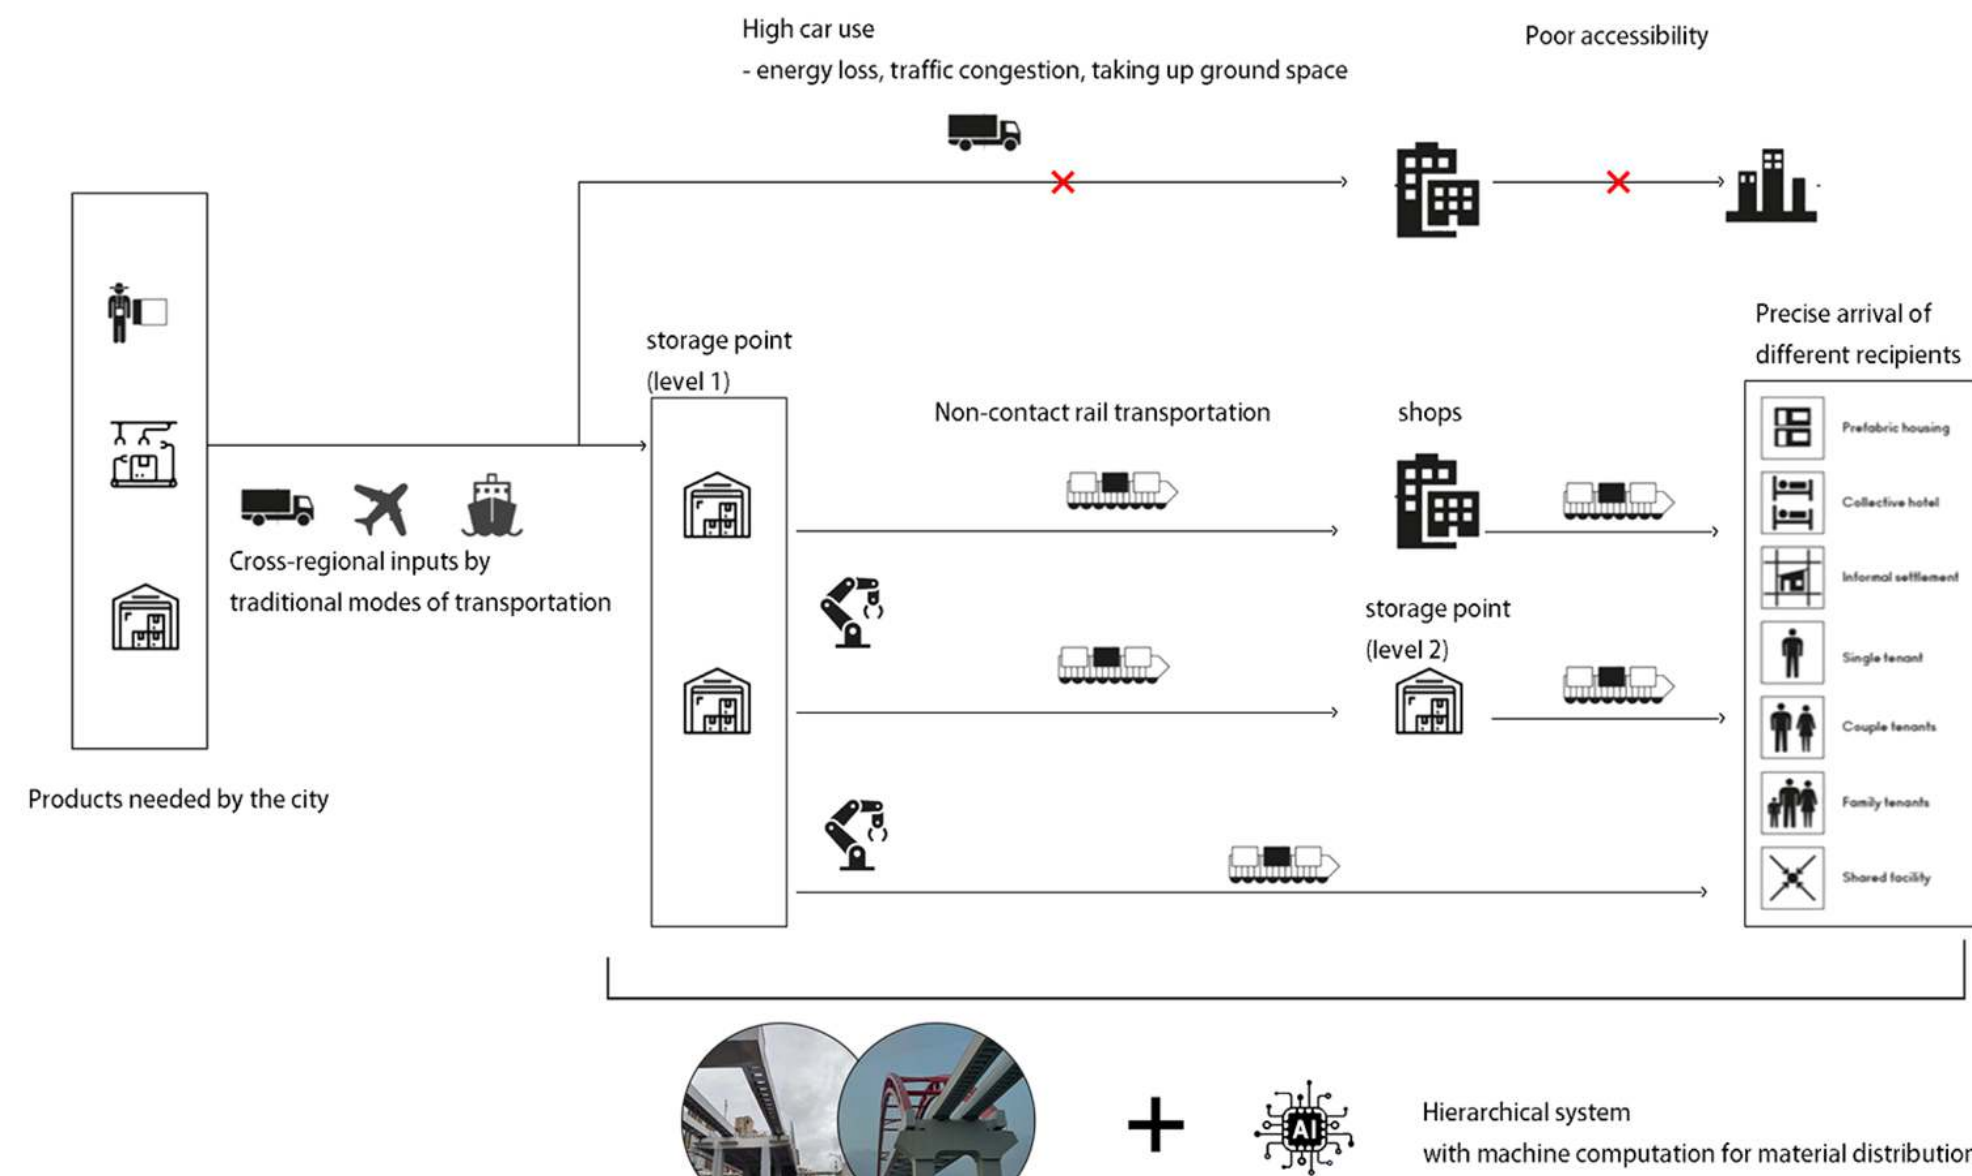 High car use
- energy loss, traffic congestion, taking up ground space
Poor accessibility
storage point
(level 1)
Precise arrival of
different recipients
Non-contact rail transportation
shops
Cross-regional inputs by
traditional modes of transportation
storage point
(level 2)
Prefabric housing
Collective hotel
Informal settlement
Single tenant
Couple tenants
Family tenants
Shared facility
Products needed by the city
AI
Hierarchical system
with machine computation for material distribution